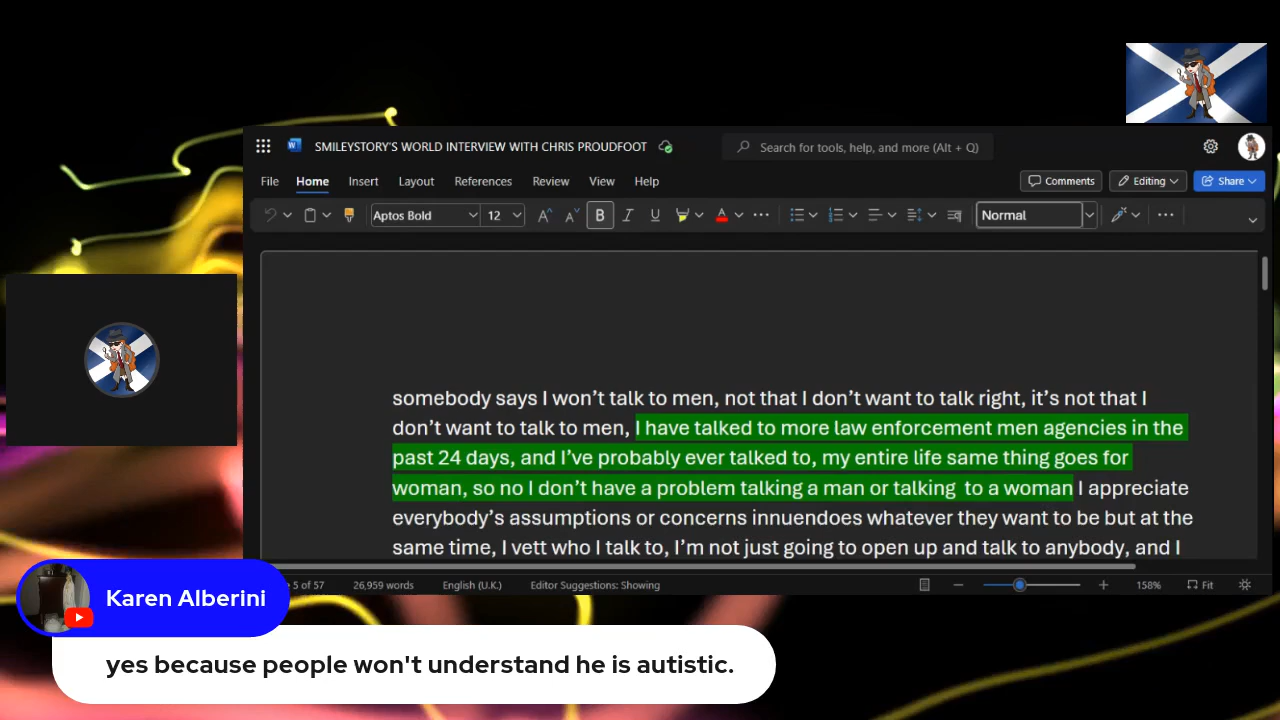 SMILEYSTORY'S WORLD INTERVIEW WITH CHRIS PROUDFOOT
Search for tools, help, and more (Alt + Q)
File Home Insert Layout References Review View Help
Comments Editing Share
Aptos Bold 12 B I U A Normal
somebody says I won't talk to men, not that I don't want to talk right, it's not that I
don't want to talk to men, I have talked to more law enforcement men agencies in the
past 24 days, and I've probably ever talked to, my entire life same thing goes for
woman, so no I don't have a problem talking a man or talking to a woman I appreciate
everybody's assumptions or concerns innuendoes whatever they want to be but at the
same time, I vett who I talk to, I'm not just going to open up and talk to anybody, and I
5 of 57 26,959 words English (U.K.) Editor Suggestions: Showing 158% Fit
Karen Alberini
yes because people won't understand he is autistic.